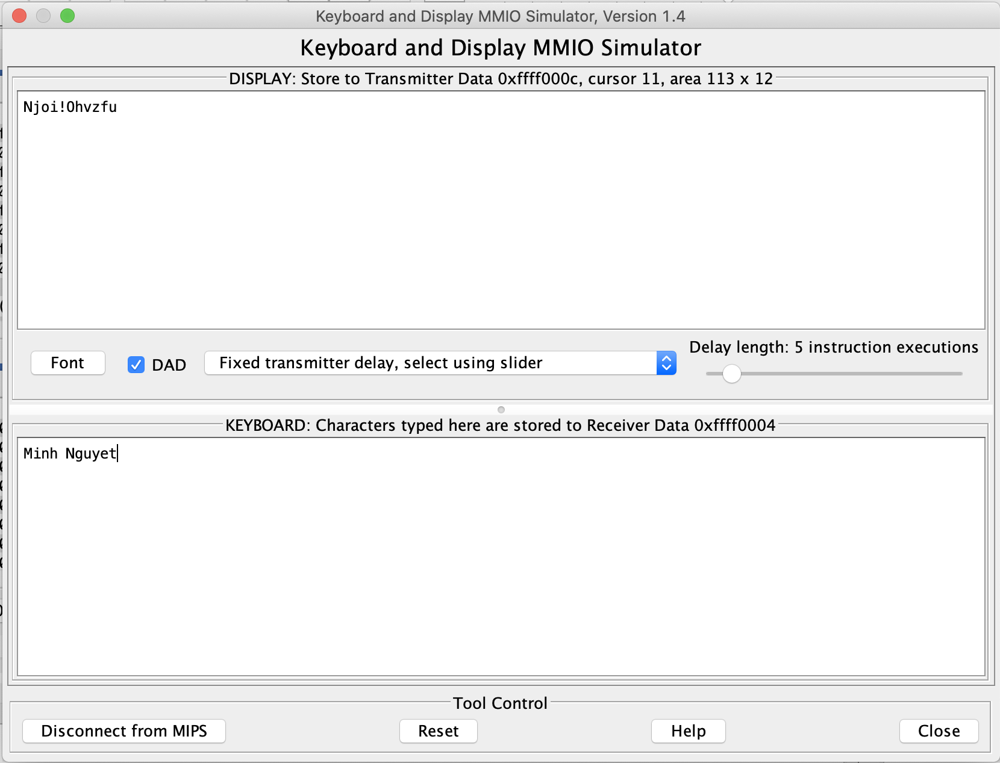 Keyboard and Display MMIO Simulator, Version 1.4
Keyboard and Display MMIO Simulator
DISPLAY: Store to Transmitter Data 0xffff000c, cursor 11, area 113 x 12
Njoi!Ohvzfu
Delay length: 5 instruction executions
Font
DAD
Fixed transmitter delay, select using slider
KEYBOARD: Characters typed here are stored to Receiver Data 0xffff0004
Minh Nguyet
Tool Control
Disconnect from MIPS
Reset
Help
Close